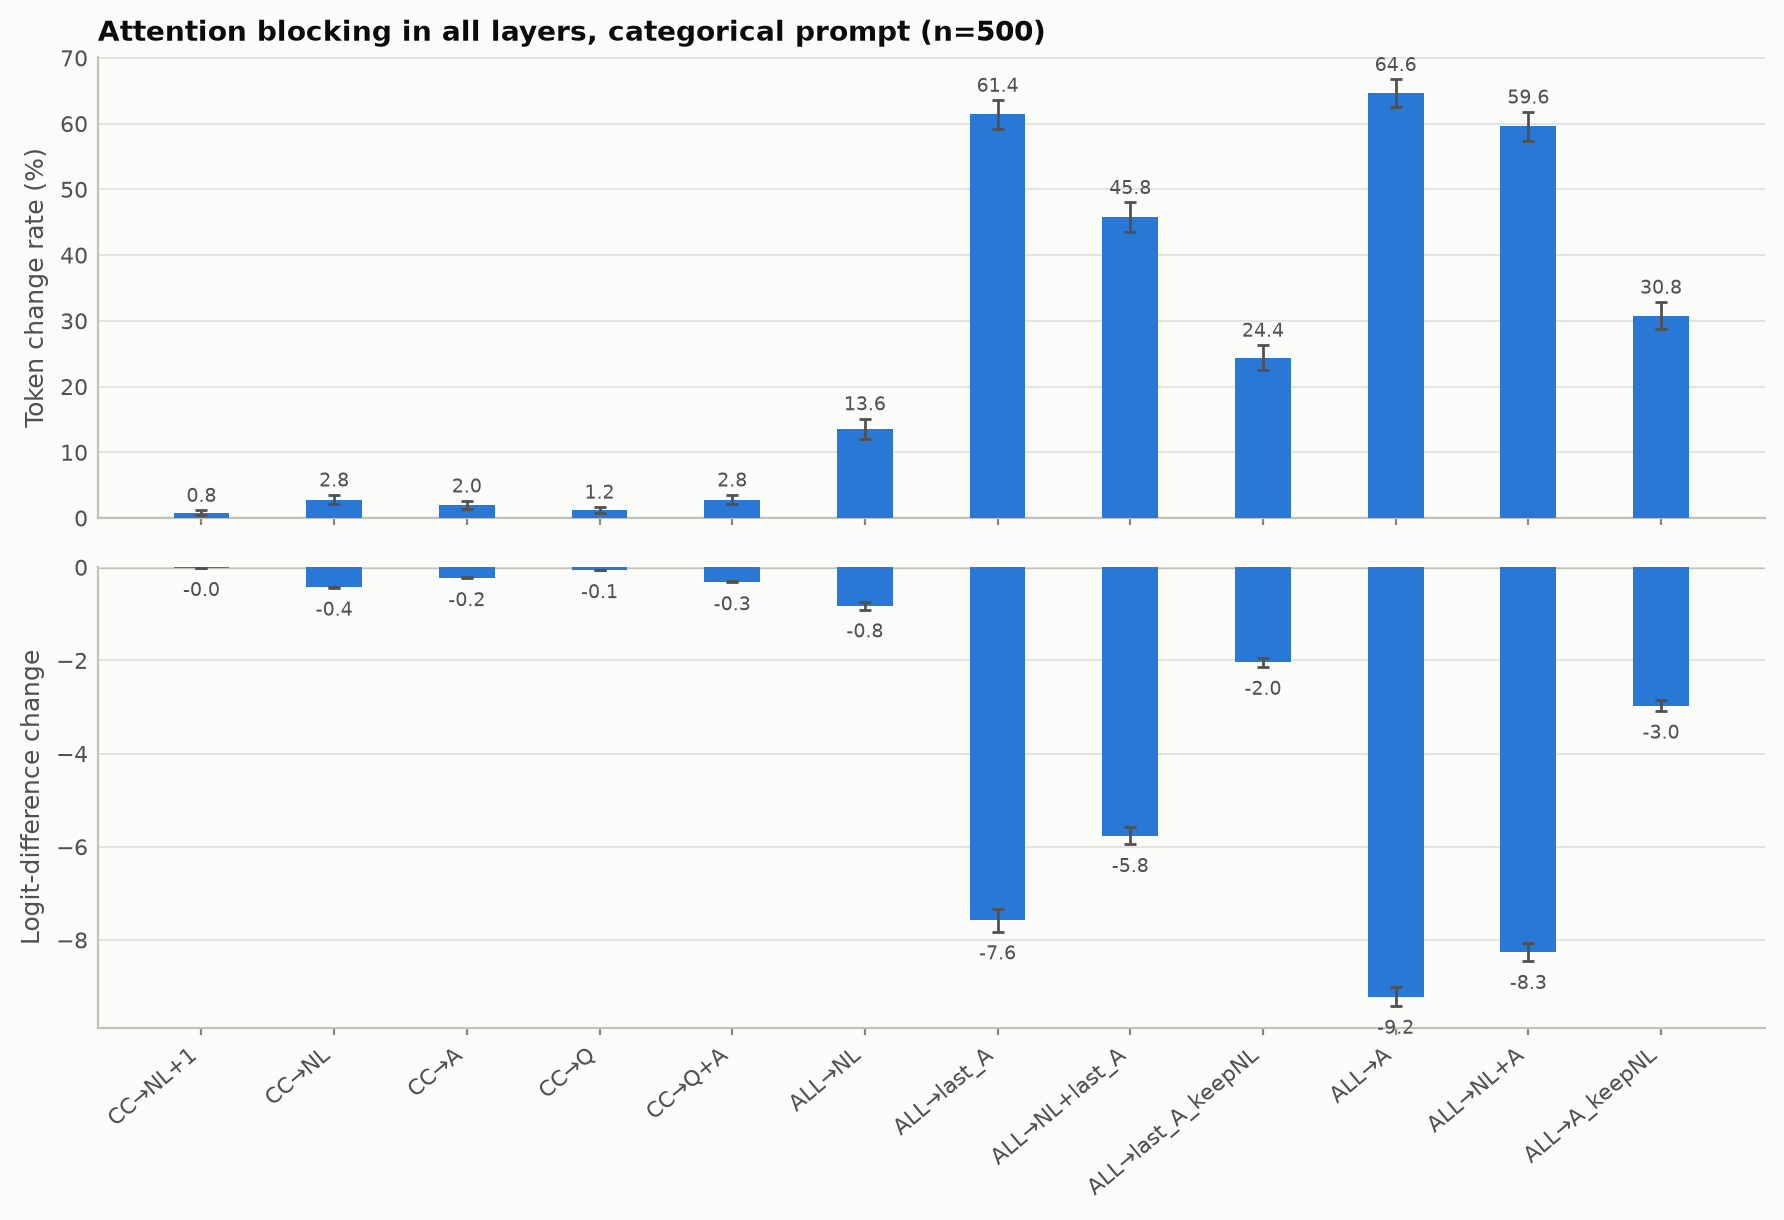 Attention blocking in all layers, categorical prompt (n=500)
Token change rate (%)
70
60
50
40
30
20
10
0
0.8
2.8
2.0
1.2
2.8
13.6
61.4
45.8
24.4
64.6
59.6
30.8
Logit-difference change
0
−2
−4
−6
−8
-0.0
-0.4
-0.2
-0.1
-0.3
-0.8
-7.6
-5.8
-2.0
-9.2
-8.3
-3.0
CC→NL+1
CC→NL
CC→A
CC→Q
CC→Q+A
ALL→NL
ALL→last_A
ALL→NL+last_A
ALL→last_A_keepNL
ALL→A
ALL→NL+A
ALL→A_keepNL